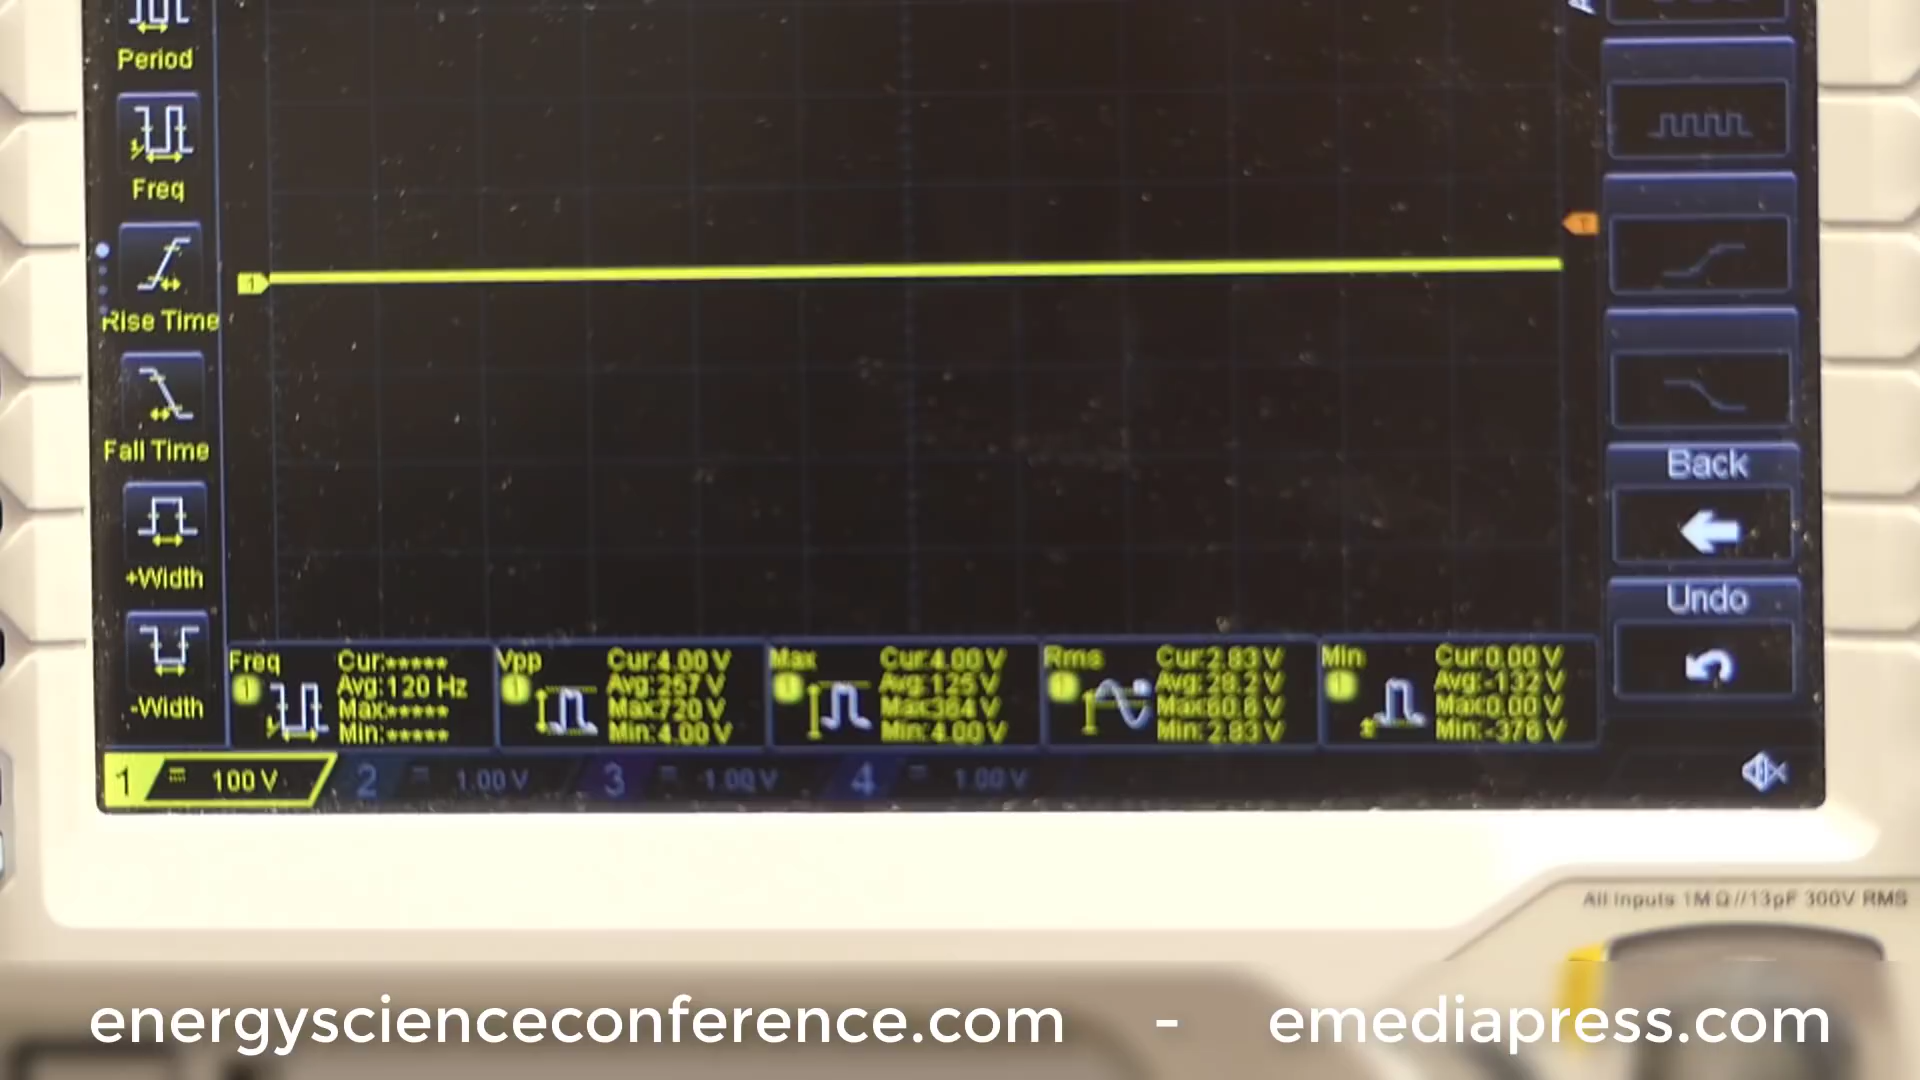 Period
Freq
Rise Time
Fall Time
+Width
-Width
Back
Undo
Freq Cur:***** Avg:120 Hz Max:***** Min:*****
Vpp Cur:4.00 V Avg:257 V Max:720 V Min:4.00 V
Max Cur:4.00 V Avg:125 V Max:364 V Min:4.00 V
Rms Cur:2.83 V Avg:28.2 V Max:60.6 V Min:2.83 V
Min Cur:0.00 V Avg:-132 V Max:0.00 V Min:-376 V
1 100 V 2 1.00 V 3 1.00 V 4 1.00 V
All Inputs 1MΩ//13pF 300V RMS
energyscienceconference.com - emediapress.com